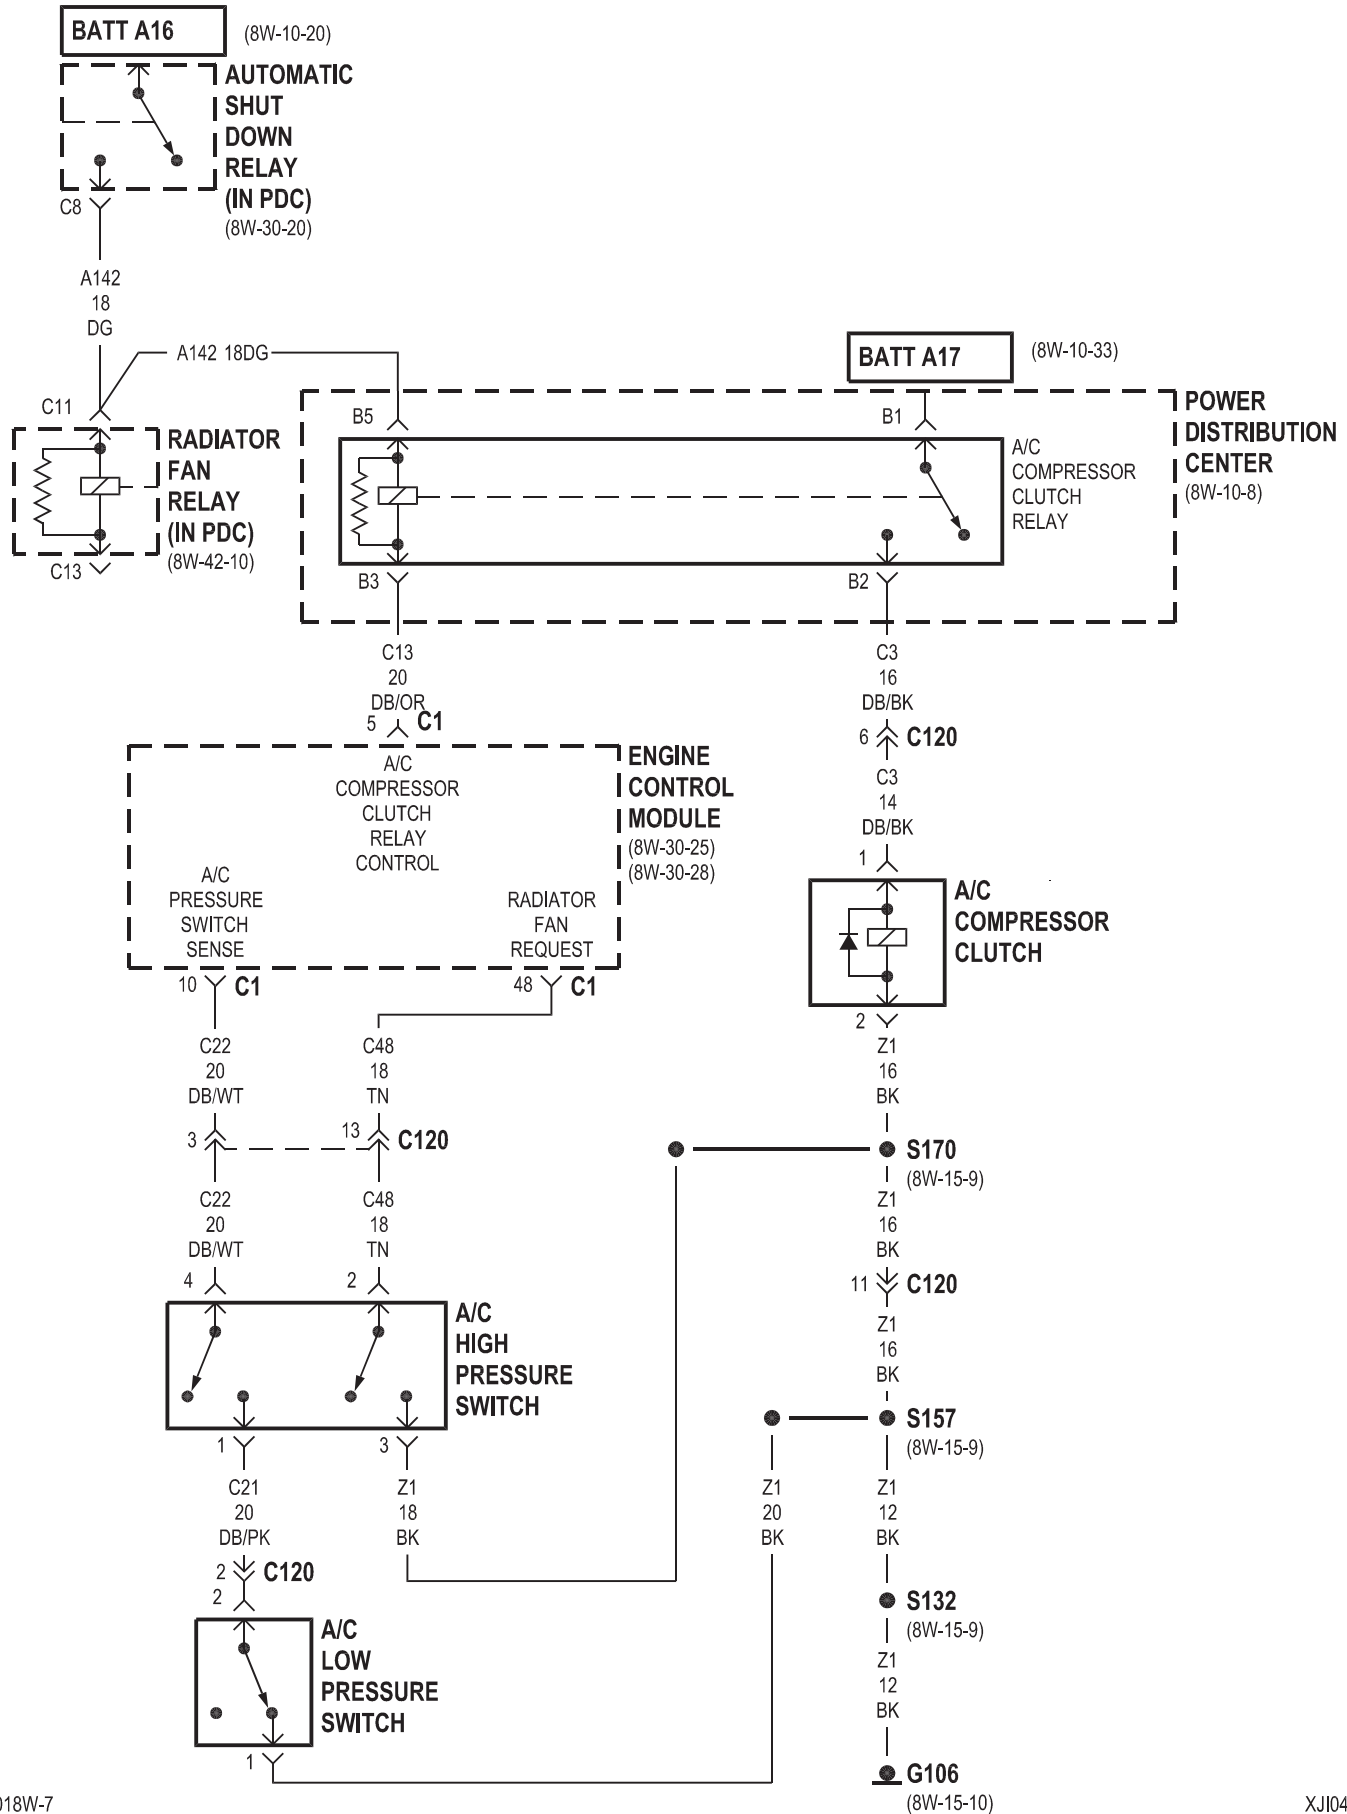 BATT A16 (8W-10-20)
AUTOMATIC
SHUT
DOWN
RELAY
(IN PDC)
(8W-30-20)
C8
A142
18
DG
A142 18DG
BATT A17 (8W-10-33)
C11
RADIATOR
FAN
RELAY
(IN PDC)
(8W-42-10)
C13
B5
B1
POWER
DISTRIBUTION
CENTER
(8W-10-8)
A/C
COMPRESSOR
CLUTCH
RELAY
B3
B2
C13
20
DB/OR
5 C1
C3
16
DB/BK
6 C120
C3
14
DB/BK
1
A/C
COMPRESSOR
CLUTCH
RELAY
CONTROL
ENGINE
CONTROL
MODULE
(8W-30-25)
(8W-30-28)
A/C
PRESSURE
SWITCH
SENSE
RADIATOR
FAN
REQUEST
A/C
COMPRESSOR
CLUTCH
10 C1
48 C1
2
C22
20
DB/WT
C48
18
TN
Z1
16
BK
3
13 C120
S170
(8W-15-9)
C22
20
DB/WT
C48
18
TN
Z1
16
BK
4
2
11 C120
A/C
HIGH
PRESSURE
SWITCH
Z1
16
BK
1
3
S157
(8W-15-9)
C21
20
DB/PK
Z1
18
BK
Z1
20
BK
Z1
12
BK
2 C120
2
S132
(8W-15-9)
A/C
LOW
PRESSURE
SWITCH
Z1
12
BK
1
G106
(8W-15-10)
018W-7
XJI04